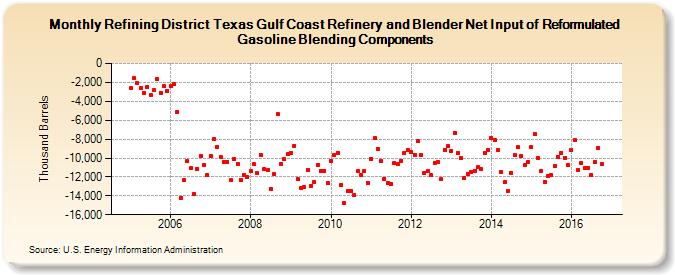 Monthly Refining District Texas Gulf Coast Refinery and Blender Net Input of Reformulated
Gasoline Blending Components
Thousand Barrels
0
-2,000
-4,000
-6,000
-8,000
-10,000
-12,000
-14,000
-16,000
2006 2008 2010 2012 2014 2016
Source: U.S. Energy Information Administration